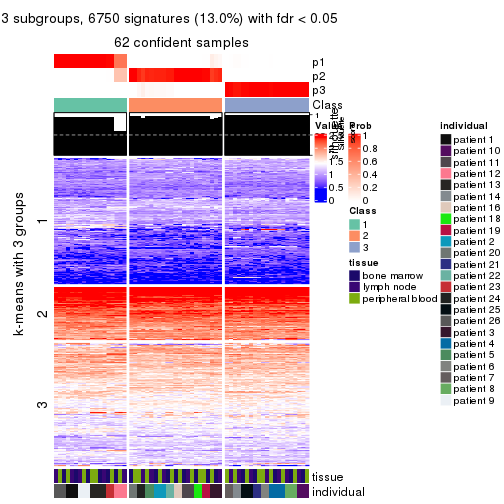 3 subgroups, 6750 signatures (13.0%) with fdr < 0.05
62 confident samples
p1
p2
p3
Class
1
silhouette
k-means with 3 groups
1
2
3
tissue
individual
Value
2
1.5
1
0.5
0
Prob
1
0.8
0.6
0.4
0.2
0
Class
1
2
3
tissue
bone marrow
lymph node
peripheral blood
individual
patient 1
patient 10
patient 11
patient 12
patient 13
patient 14
patient 16
patient 18
patient 19
patient 2
patient 20
patient 21
patient 22
patient 23
patient 24
patient 25
patient 26
patient 3
patient 4
patient 5
patient 6
patient 7
patient 8
patient 9